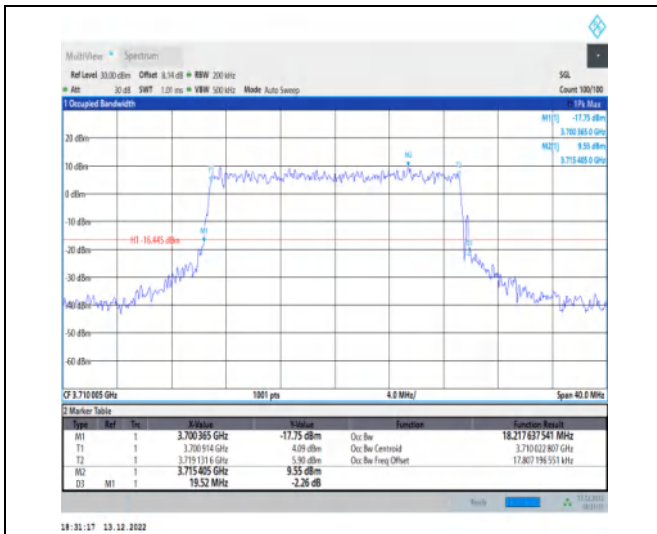 MultiView Spectrum
Ref Level 30.00 dBm Offset 8.14 dB RBW 200 kHz SGL
Att 30 dB SWT 1.01 ms VBW 500 kHz Mode Auto Sweep Count 100/100
1 Occupied Bandwidth 1Pk Max
M1[1] -17.75 dBm
3.700 365 0 GHz
M2[1] 9.55 dBm
3.715 405 0 GHz
20 dBm
10 dBm
0 dBm
-10 dBm
-20 dBm
-30 dBm
-40 dBm
-50 dBm
-60 dBm
M2
T1
M1
H1 -16.445 dBm
CF 3.710 005 GHz 1001 pts 4.0 MHz/ Span 40.0 MHz
2 Marker Table
Type Ref Trc X-Value Y-Value Function Function Result
M1 1 3.700 365 GHz -17.75 dBm Occ Bw 18.217 637 541 MHz
T1 1 3.700 914 GHz 4.09 dBm Occ Bw Centroid 3.710 022 807 GHz
T2 1 3.719 131 6 GHz 5.90 dBm Occ Bw Freq Offset 17.807 196 551 kHz
M2 1 3.715 405 GHz 9.55 dBm
D3 M1 1 19.52 MHz -2.26 dB
Ready
18:31:17 13.12.2022